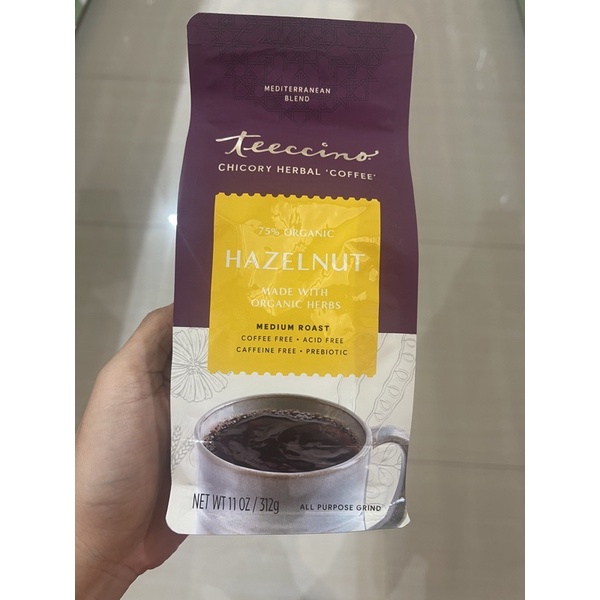 MEDITERRANEAN
BLEND
teeccino
CHICORY HERBAL 'COFFEE'
75% ORGANIC
HAZELNUT
MADE WITH
ORGANIC HERBS
MEDIUM ROAST
COFFEE FREE • ACID FREE
CAFFEINE FREE • PREBIOTIC
NET WT 11 OZ / 312g
ALL PURPOSE GRIND